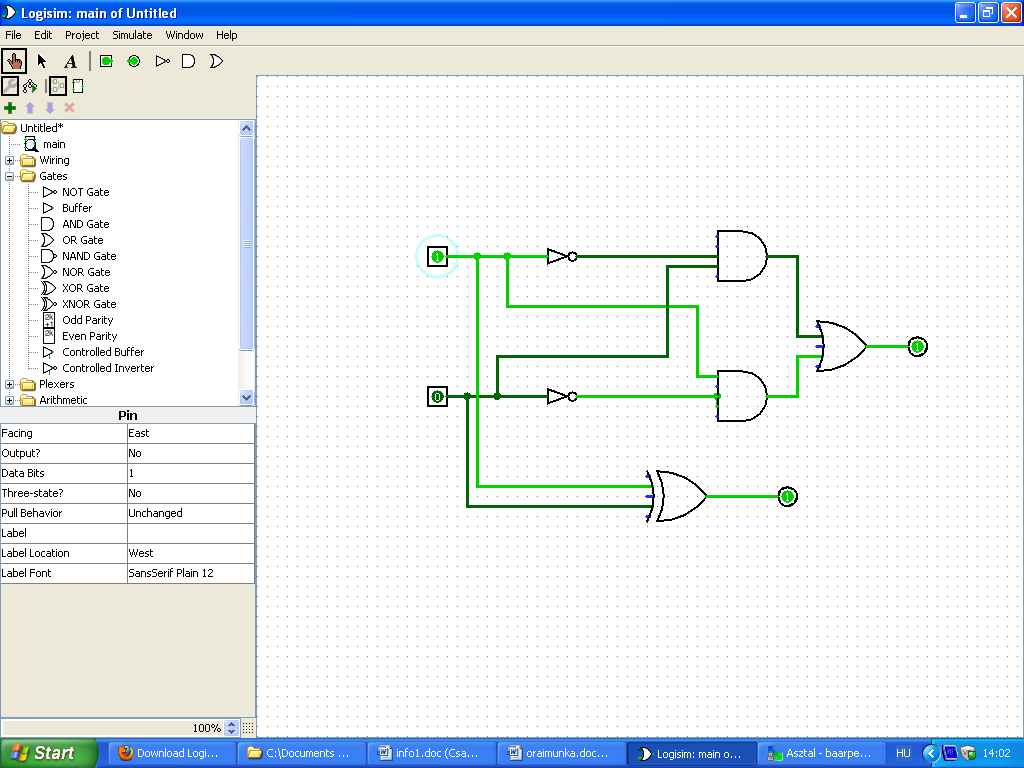 Logisim: main of Untitled
File Edit Project Simulate Window Help
A
Untitled*
main
Wiring
Gates
NOT Gate
Buffer
AND Gate
OR Gate
NAND Gate
NOR Gate
XOR Gate
XNOR Gate
Odd Parity
Even Parity
Controlled Buffer
Controlled Inverter
Plexers
Arithmetic
Pin
Facing East
Output? No
Data Bits 1
Three-state? No
Pull Behavior Unchanged
Label
Label Location West
Label Font SansSerif Plain 12
1
1
0
1
100%
Start Download Logi... C:\Documents ... info1.doc (Csa... oraimunka.doc... Logisim: main o... Asztal - baarpe... HU 14:02